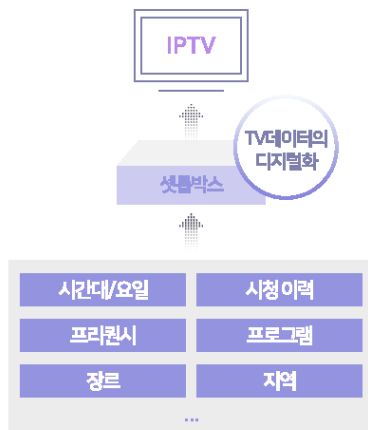 IPTV
TV데이터의
디지털화
셋톱박스
시간대/요일
시청 이력
프리퀀시
프로그램
장르
지역
...